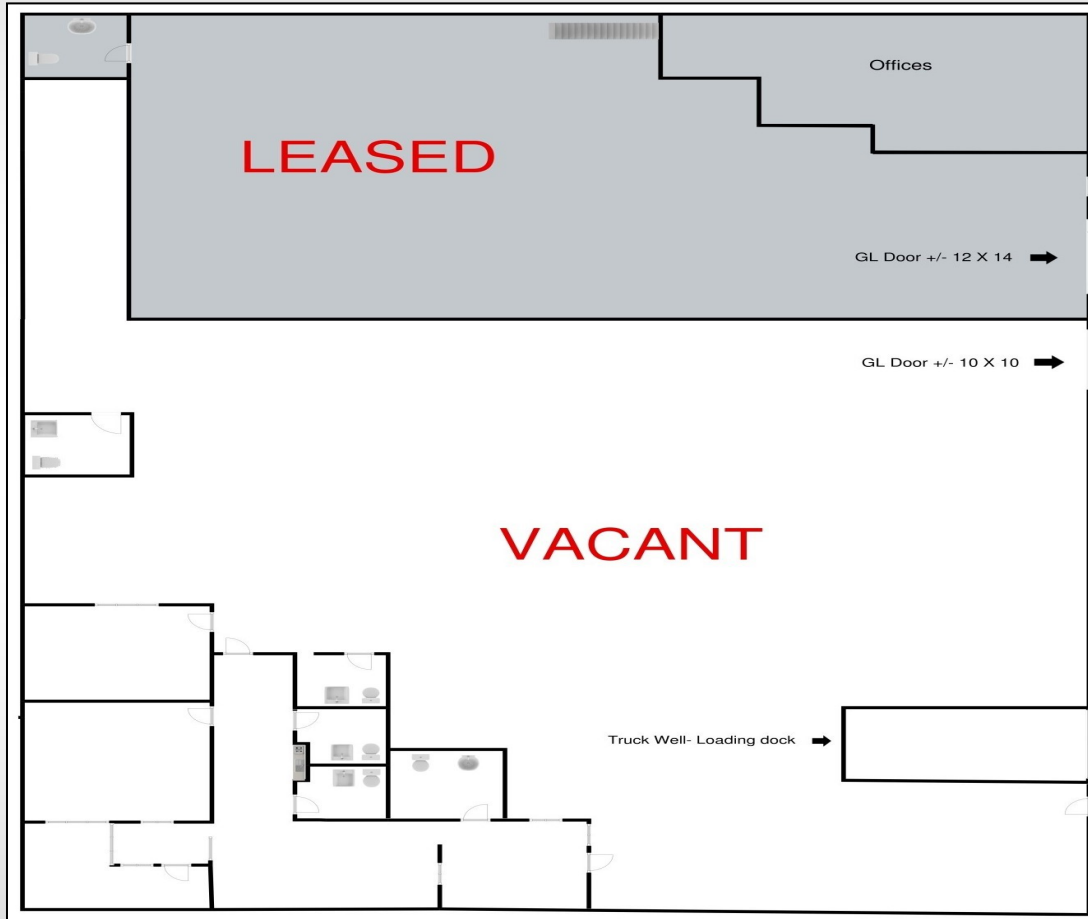 Offices
LEASED
GL Door +/- 12 X 14
GL Door +/- 10 X 10
VACANT
Truck Well- Loading dock